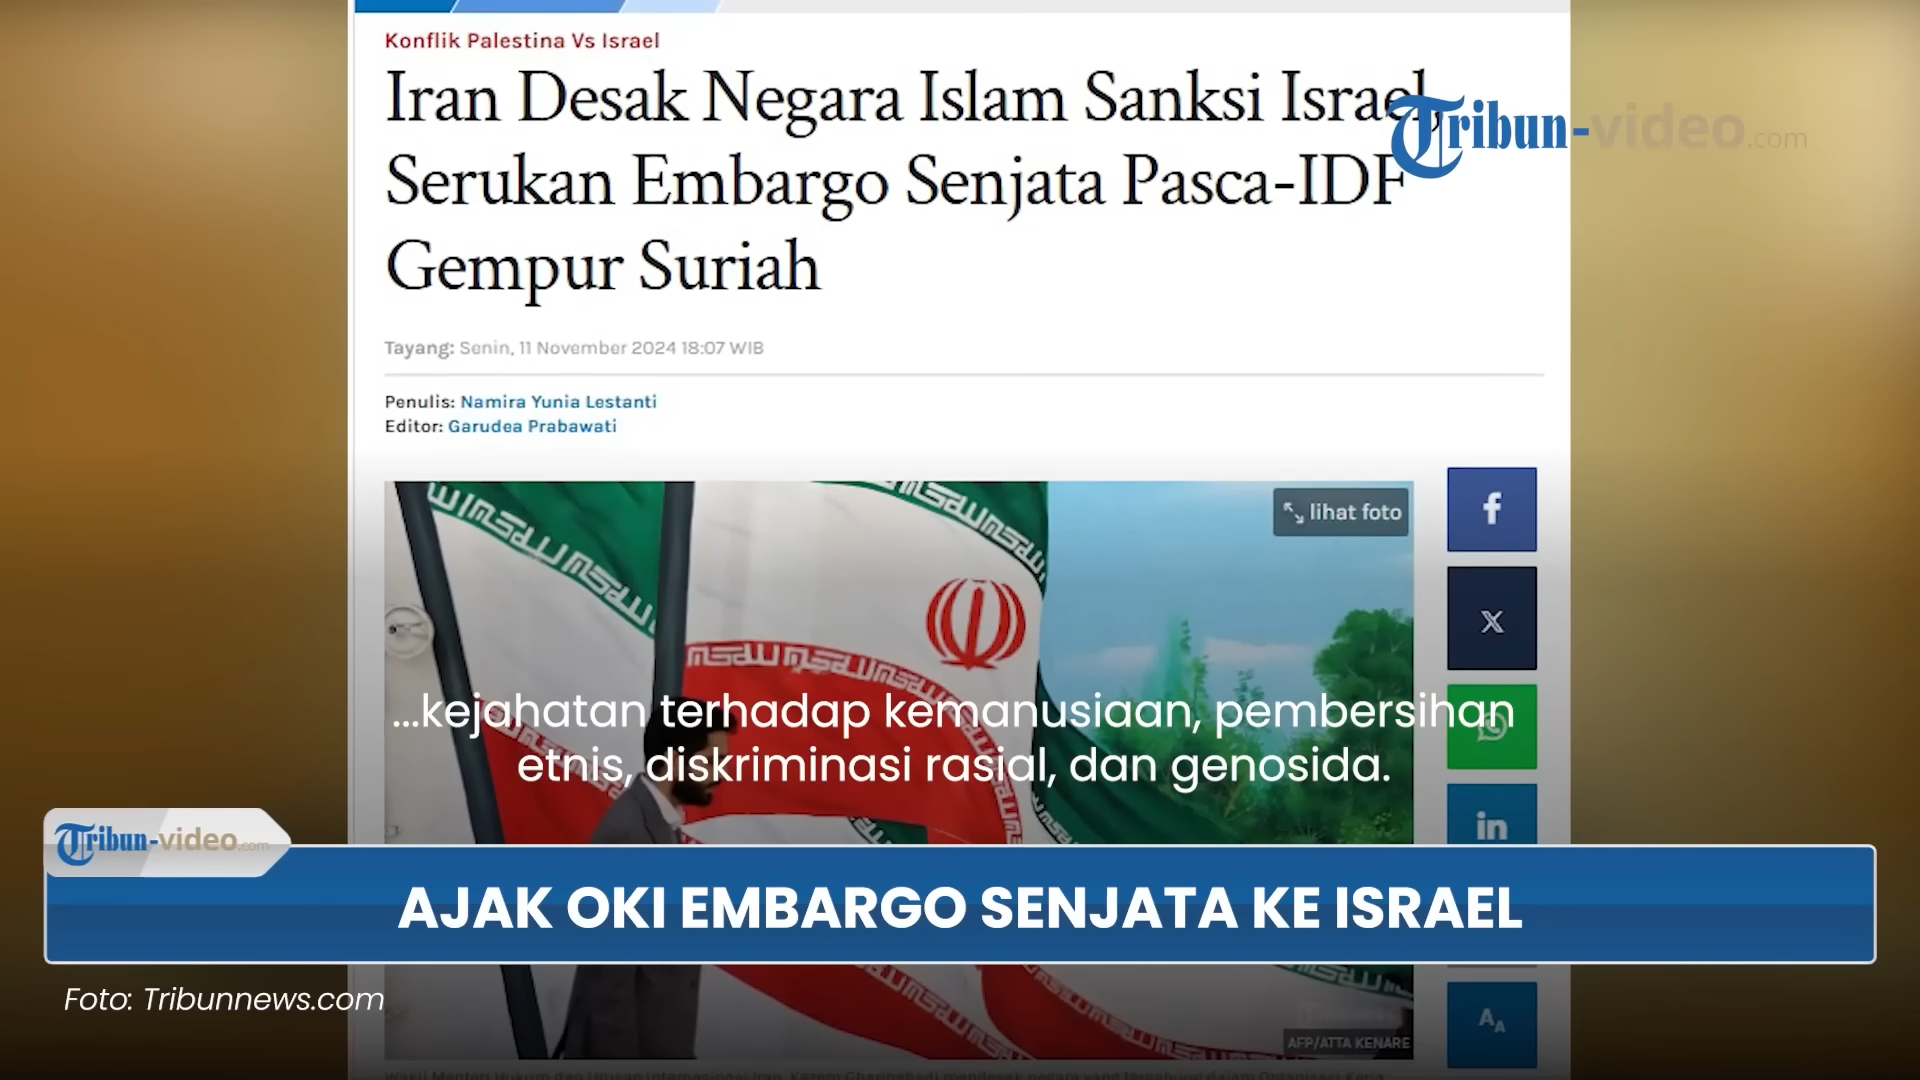 Konflik Palestina Vs Israel
Iran Desak Negara Islam Sanksi Israel,
Serukan Embargo Senjata Pasca-IDF
Gempur Suriah
Tribun-video.com
Tayang: Senin, 11 November 2024 18:07 WIB
Penulis: Namira Yunia Lestanti
Editor: Garudea Prabawati
lihat foto
...kejahatan terhadap kemanusiaan, pembersihan
etnis, diskriminasi rasial, dan genosida.
Tribun-video.com
AJAK OKI EMBARGO SENJATA KE ISRAEL
Foto: Tribunnews.com
AFP/ATTA KENARE